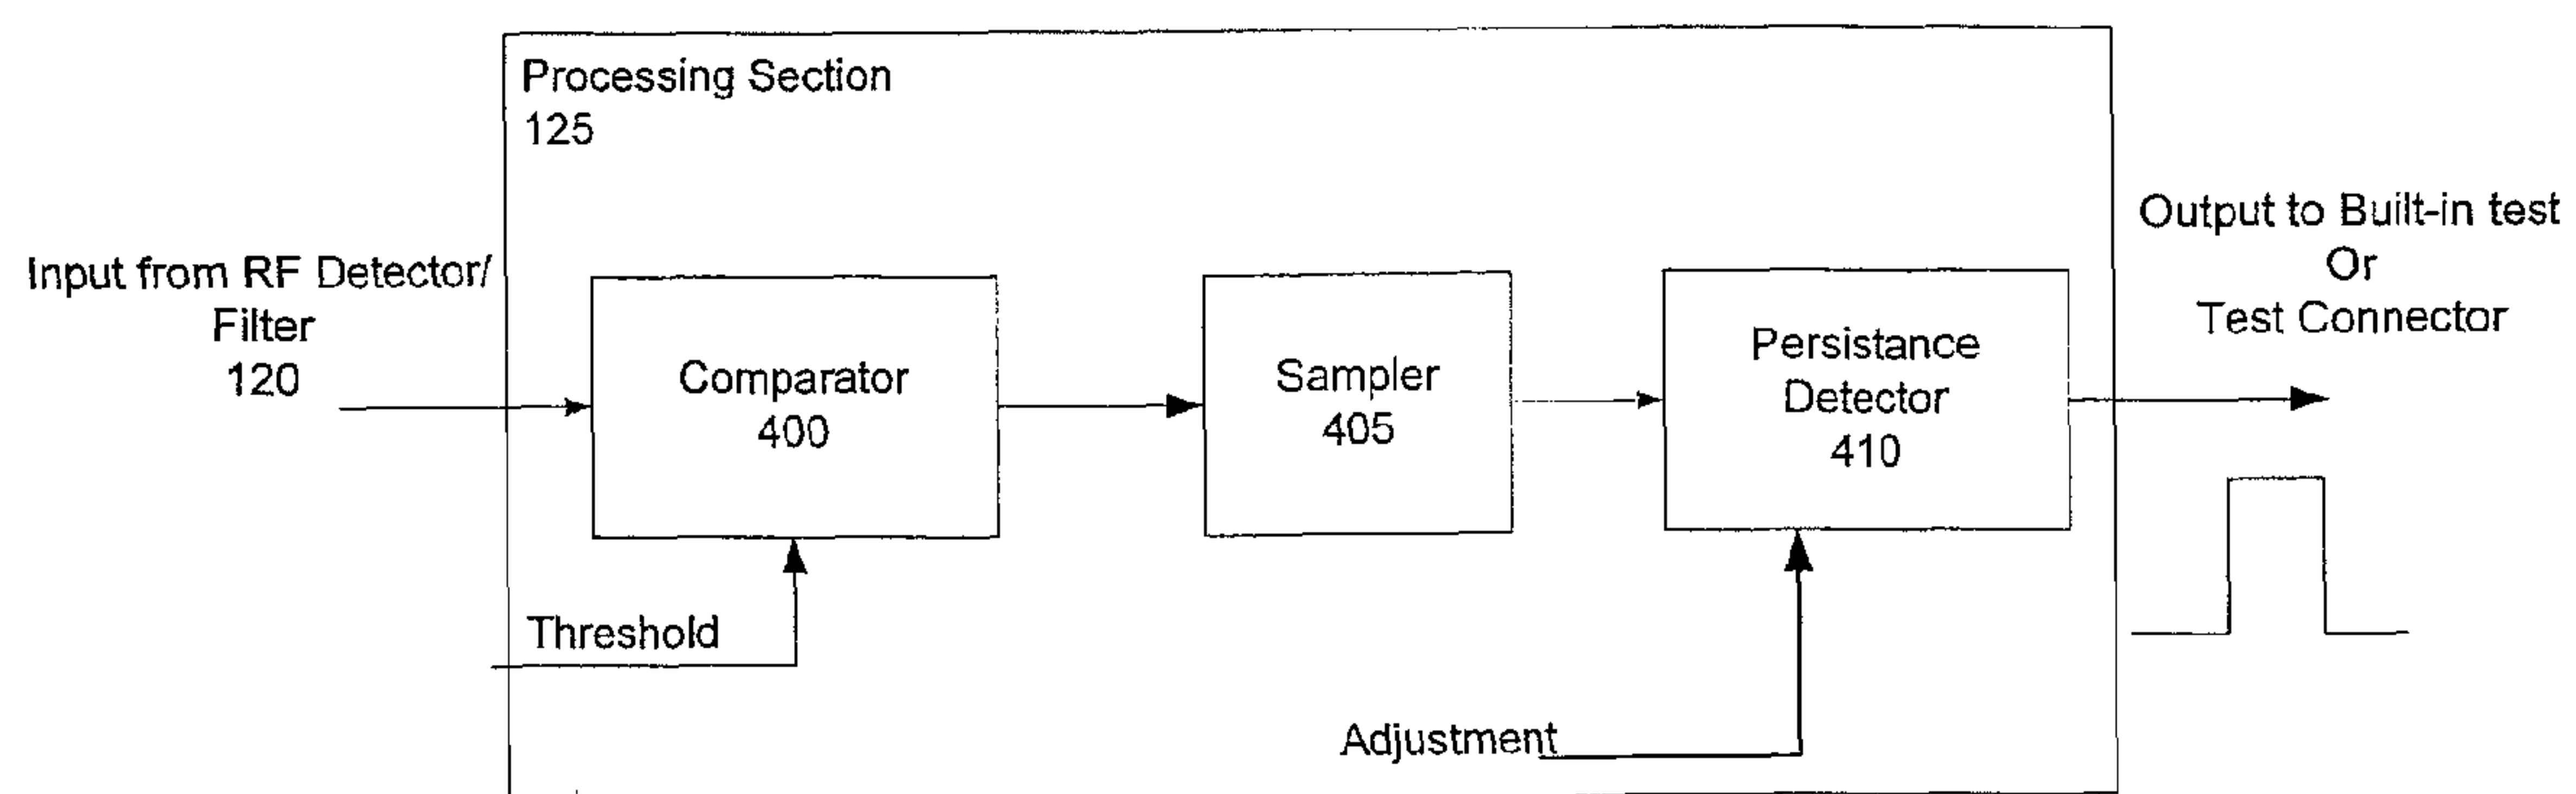 Processing Section
125
Input from RF Detector/
Filter
120
Comparator
400
Sampler
405
Persistance
Detector
410
Output to Built-in test
Or
Test Connector
Threshold
Adjustment